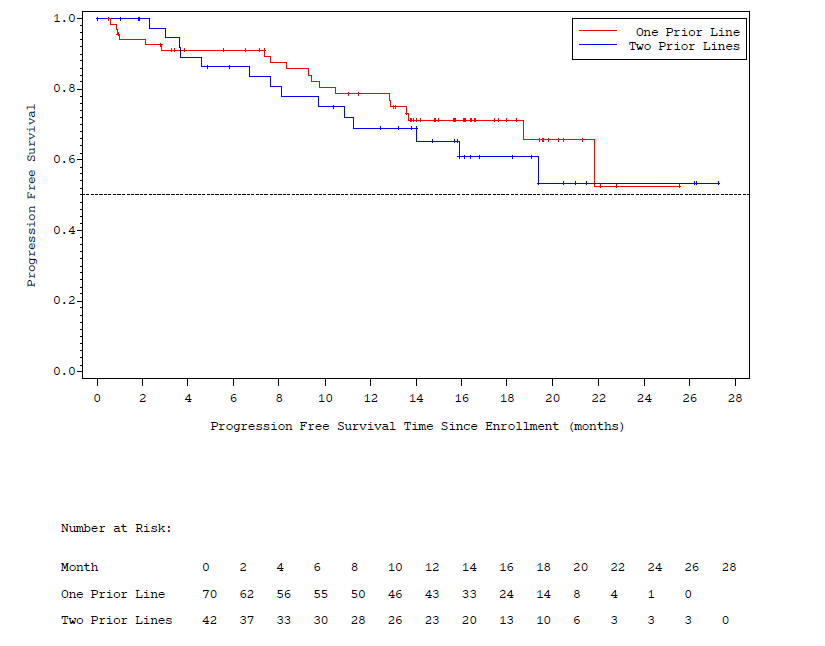 1.0
0.8
0.6
0.4
0.2
0.0
Progression Free Survival
One Prior Line
Two Prior Lines
0 2 4 6 8 10 12 14 16 18 20 22 24 26 28
Progression Free Survival Time Since Enrollment (months)
Number at Risk:
Month 0 2 4 6 8 10 12 14 16 18 20 22 24 26 28
One Prior Line 70 62 56 55 50 46 43 33 24 14 8 4 1 0
Two Prior Lines 42 37 33 30 28 26 23 20 13 10 6 3 3 3 0